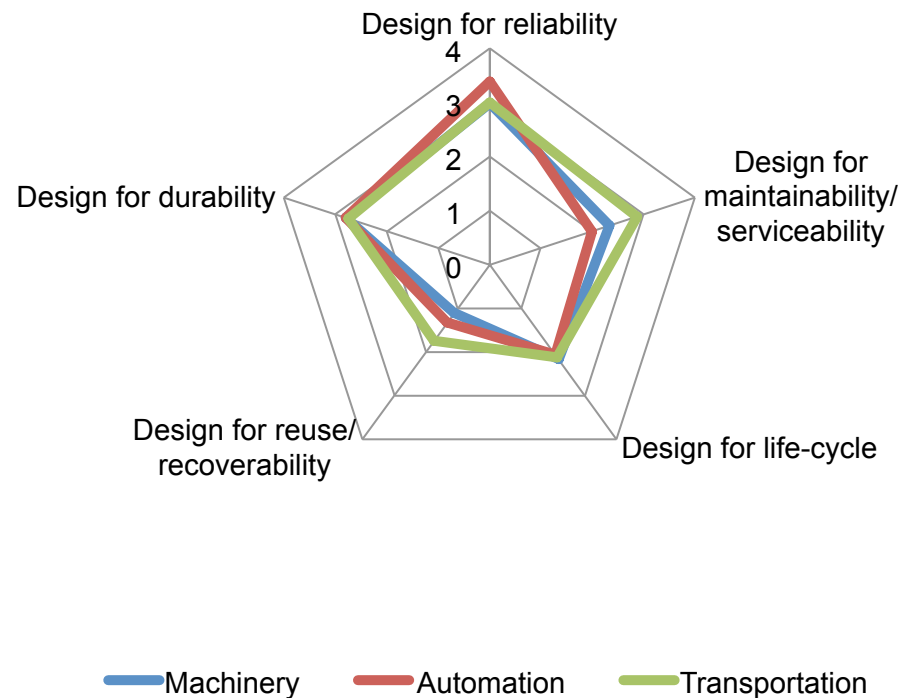 Design for reliability
4
3
2
1
0
Design for
maintainability/
serviceability
Design for durability
Design for reuse/
recoverability
Design for life-cycle
Machinery
Automation
Transportation